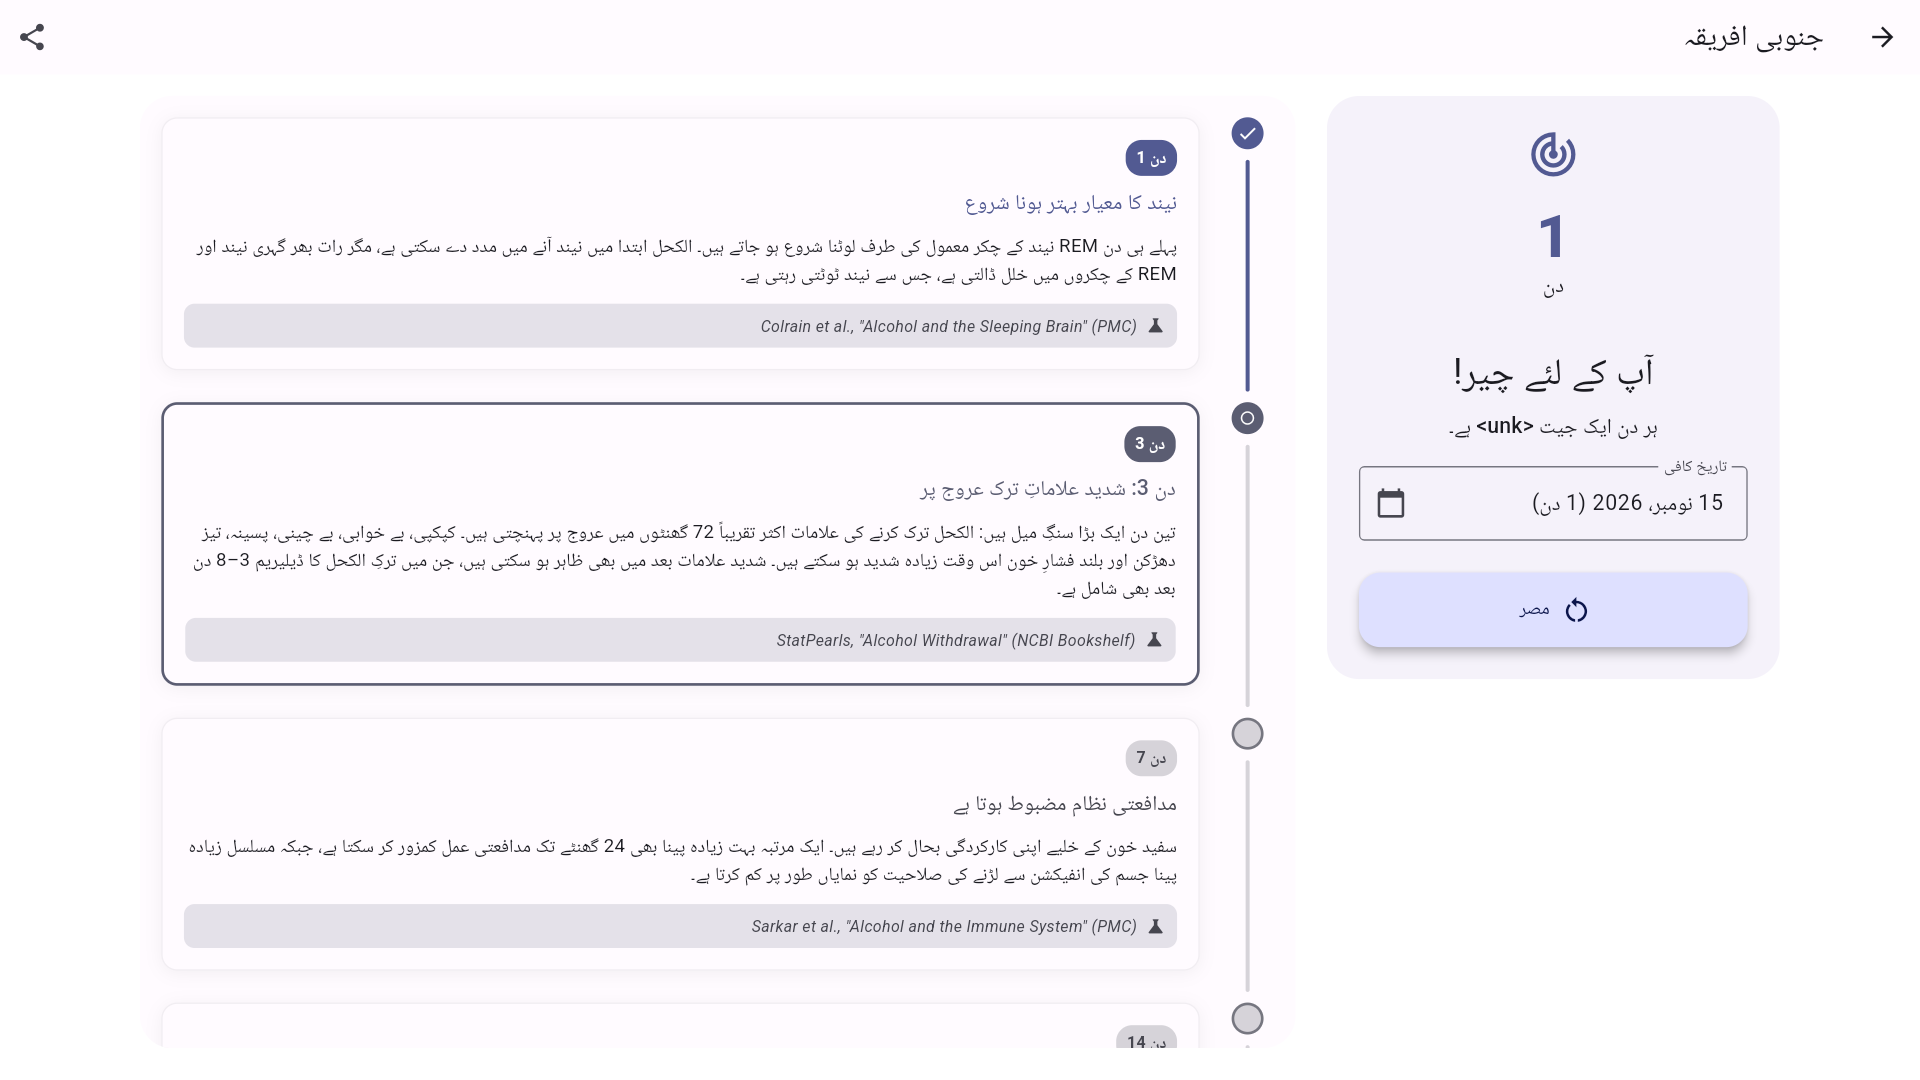 جنوبی افریقہ
1
دن
آپ کے لئے چیر!
ہر دن ایک جیت <unk> ہے۔
تاریخ کافی
15 نومبر، 2026 (1 دن)
مصر
دن 1
نیند کا معیار بہتر ہونا شروع
پہلے ہی دن REM نیند کے چکر معمول کی طرف لوٹنا شروع ہو جاتے ہیں۔ الکحل ابتدا میں نیند آنے میں مدد دے سکتی ہے، مگر رات بھر گہری نیند اور
REM کے چکروں میں خلل ڈالتی ہے، جس سے نیند ٹوٹتی رہتی ہے۔
Colrain et al., "Alcohol and the Sleeping Brain" (PMC)
دن 3
دن 3: شدید علاماتِ ترک عروج پر
تین دن ایک بڑا سنگِ میل ہیں: الکحل ترک کرنے کی علامات اکثر تقریباً 72 گھنٹوں میں عروج پر پہنچتی ہیں۔ کپکپی، بے خوابی، بے چینی، پسینہ، تیز
دھڑکن اور بلند فشارِ خون اس وقت زیادہ شدید ہو سکتے ہیں۔ شدید علامات بعد میں بھی ظاہر ہو سکتی ہیں، جن میں ترکِ الکحل کا ڈیلیریم 3–8 دن
بعد بھی شامل ہے۔
StatPearls, "Alcohol Withdrawal" (NCBI Bookshelf)
دن 7
مدافعتی نظام مضبوط ہوتا ہے
سفید خون کے خلیے اپنی کارکردگی بحال کر رہے ہیں۔ ایک مرتبہ بہت زیادہ پینا بھی 24 گھنٹے تک مدافعتی عمل کمزور کر سکتا ہے، جبکہ مسلسل زیادہ
پینا جسم کی انفیکشن سے لڑنے کی صلاحیت کو نمایاں طور پر کم کرتا ہے۔
Sarkar et al., "Alcohol and the Immune System" (PMC)
دن 14